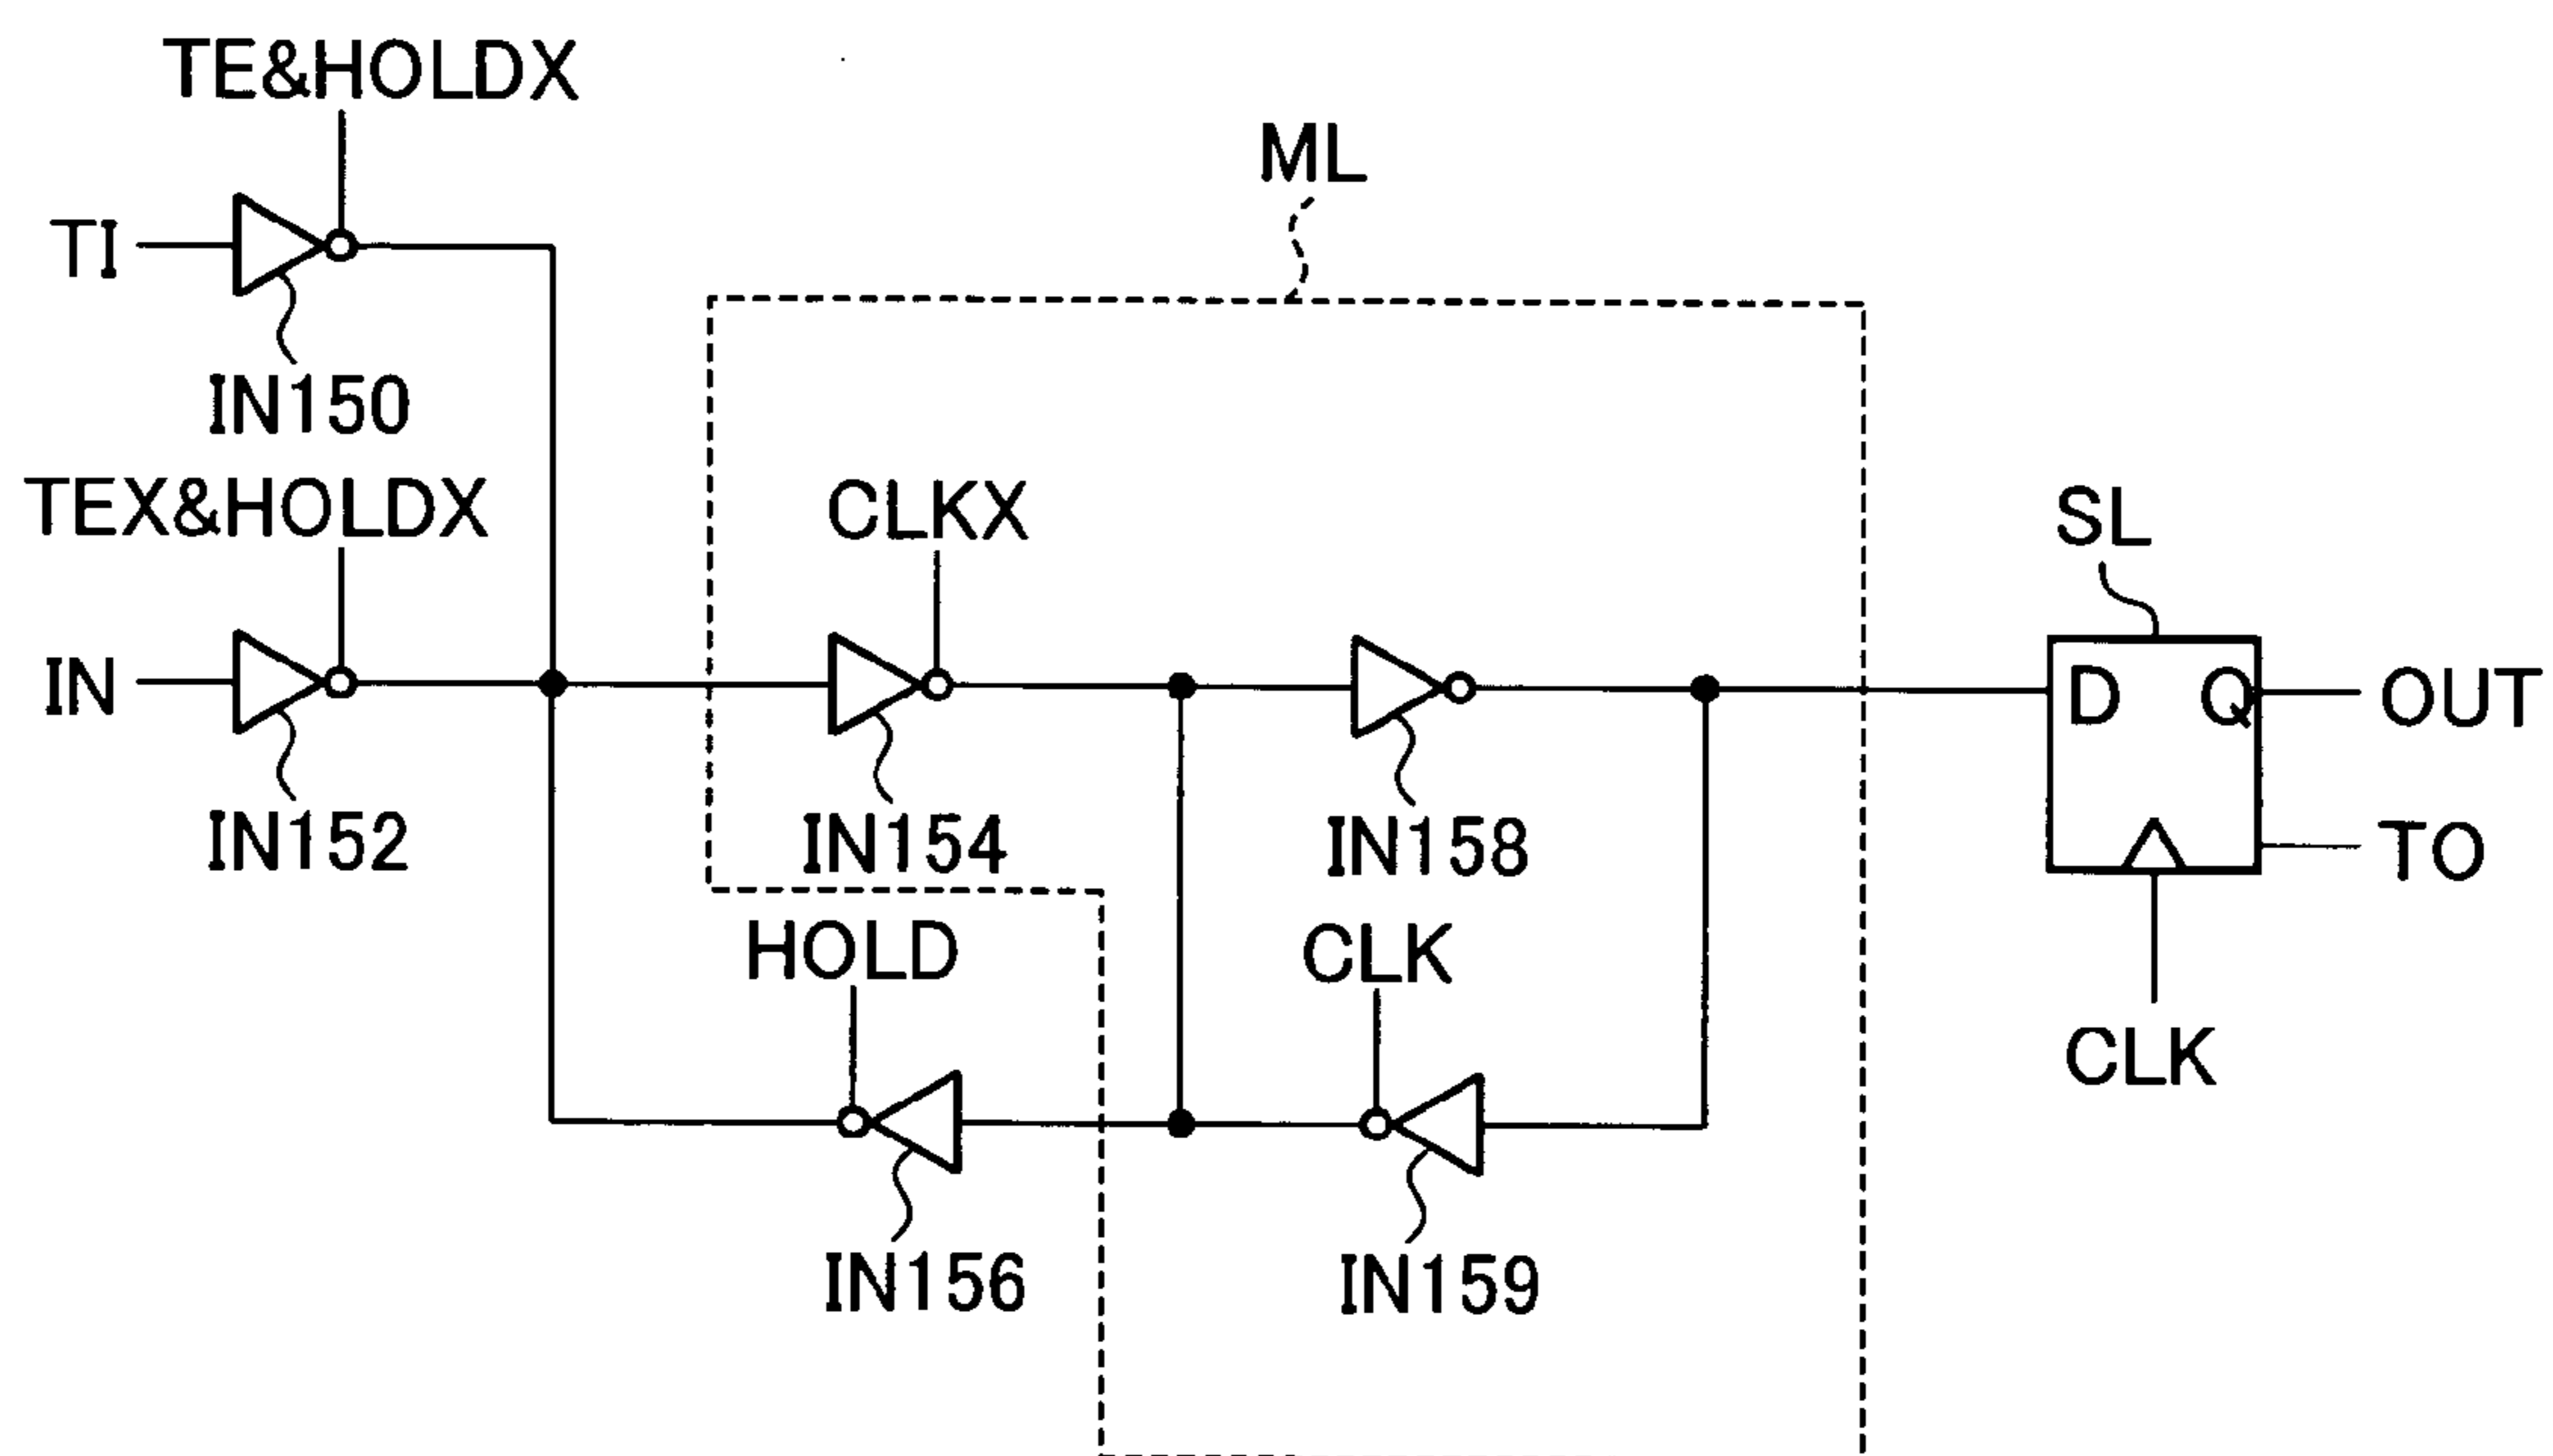 TE&HOLDX
ML
TI
IN150
TEX&HOLDX
CLKX
SL
IN
D Q
OUT
IN152
IN154
IN158
TO
HOLD
CLK
CLK
IN156
IN159